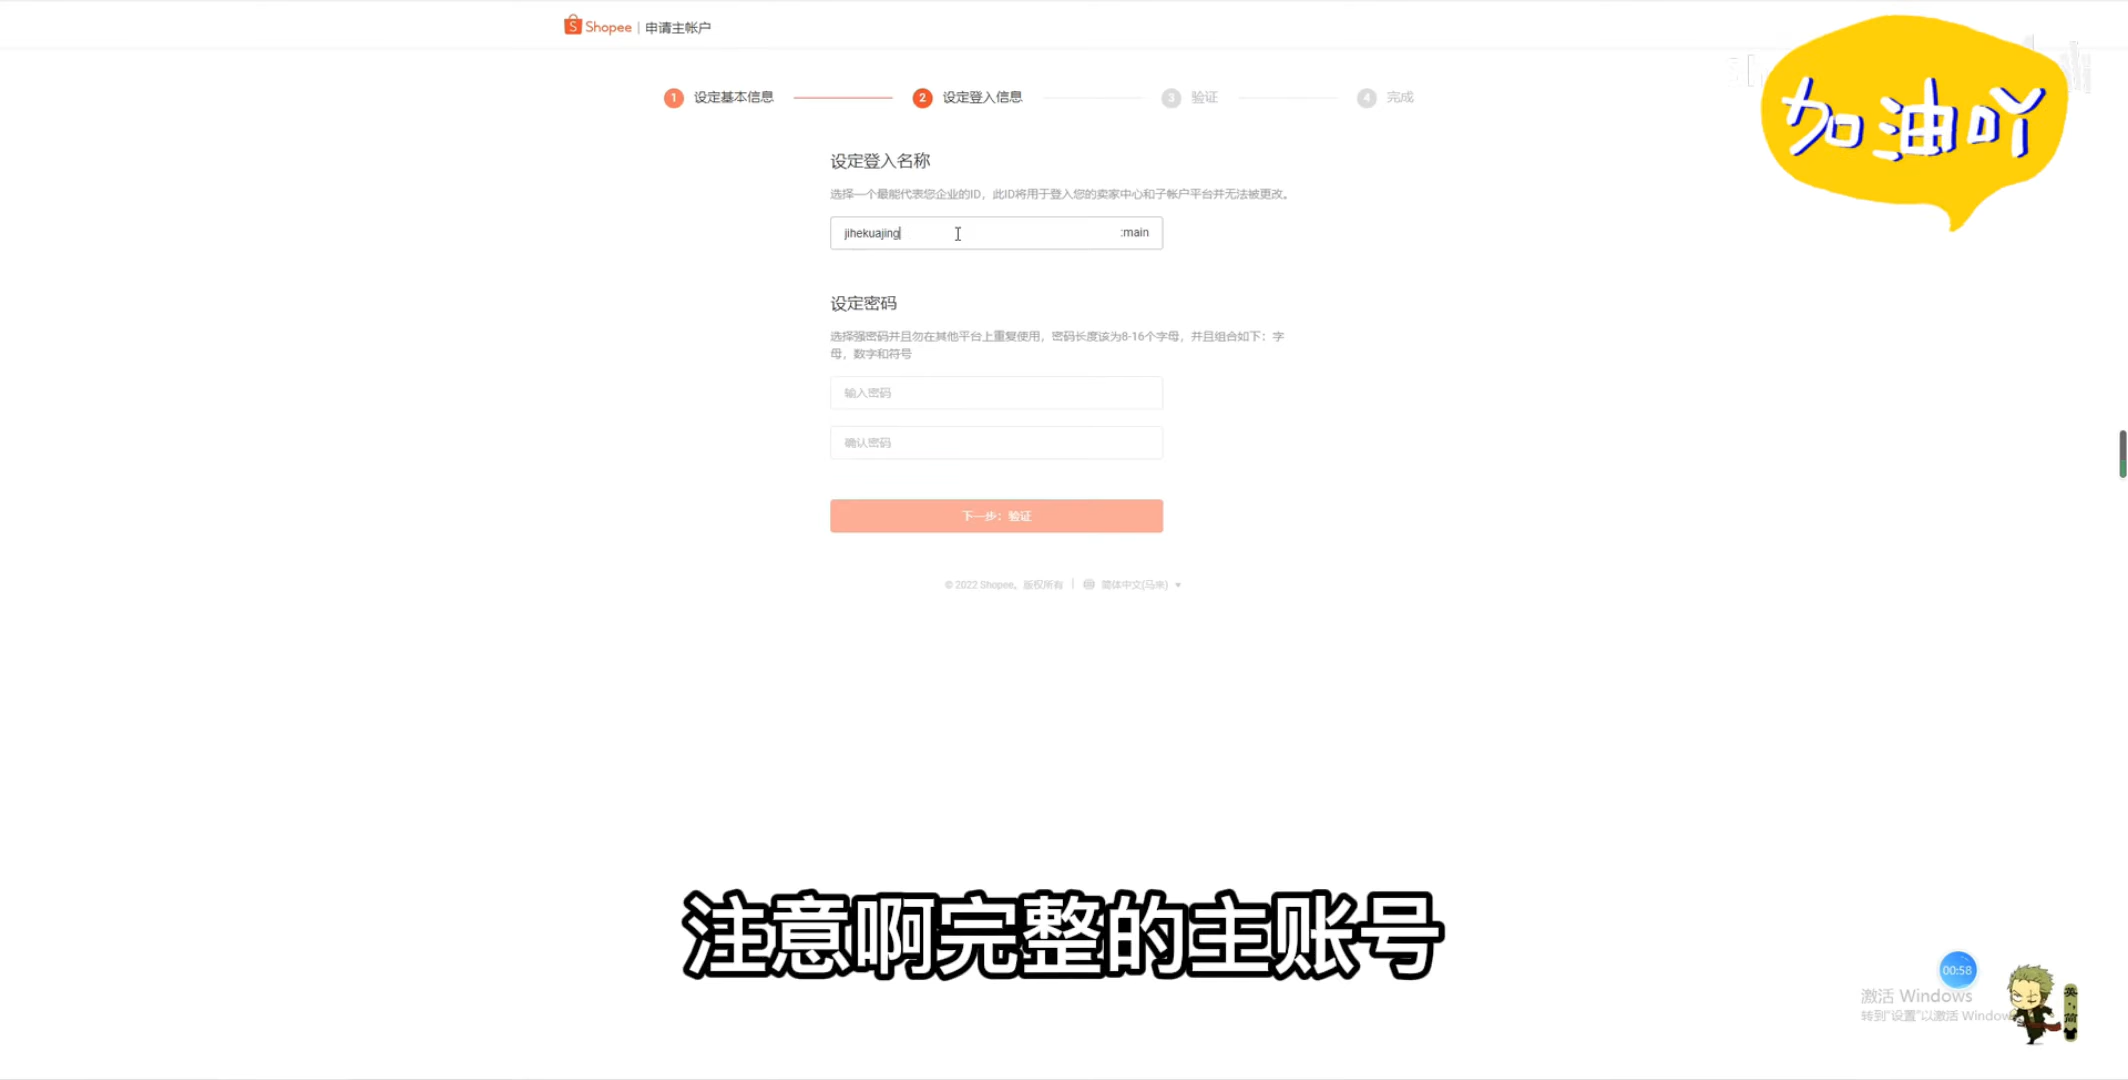 Shopee | 申请主帐户
1 设定基本信息 2 设定登入信息 3 验证 4 完成
加油吖
设定登入名称
选择一个最能代表您企业的ID，此ID将用于登入您的卖家中心和子帐户平台并无法被更改。
jihekuajing :main
设定密码
选择强密码并且勿在其他平台上重复使用，密码长度该为8-16个字母，并且组合如下：字
母，数字和符号
输入密码
确认密码
下一步：验证
© 2022 Shopee。版权所有 | 简体中文(马来)
注意啊完整的主账号
00:58
激活 Windows
转到"设置"以激活 Window
英 简